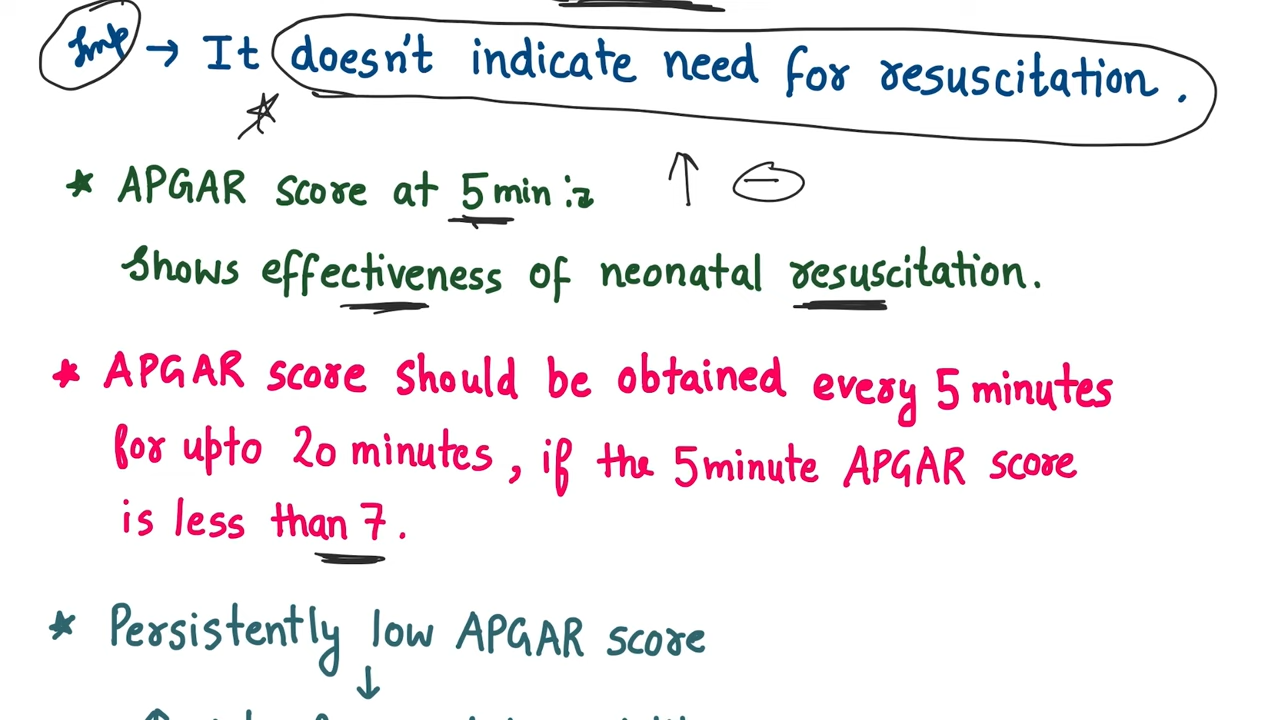 Imp → It doesn't indicate need for resuscitation.
* APGAR score at 5 min :-
↑ -
Shows effectiveness of neonatal resuscitation.
* APGAR score should be obtained every 5 minutes
for upto 20 minutes, if the 5 minute APGAR score
is less than 7.
* Persistently low APGAR score
↓